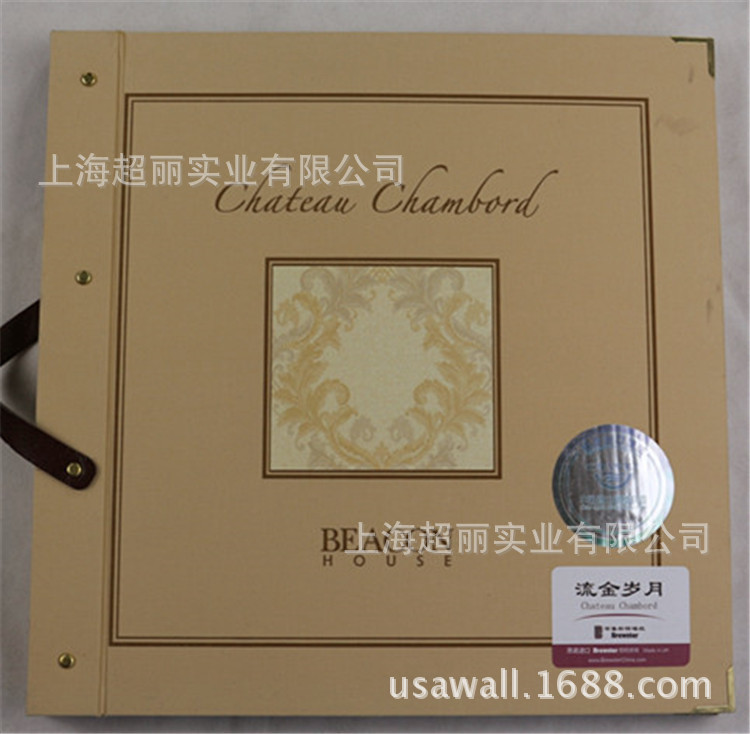 上海超丽实业有限公司
Chateau Chambord
上海超丽实业有限公司
HOUSE
流金岁月
Chateau Chambord
Brewster
usawall.1688.com